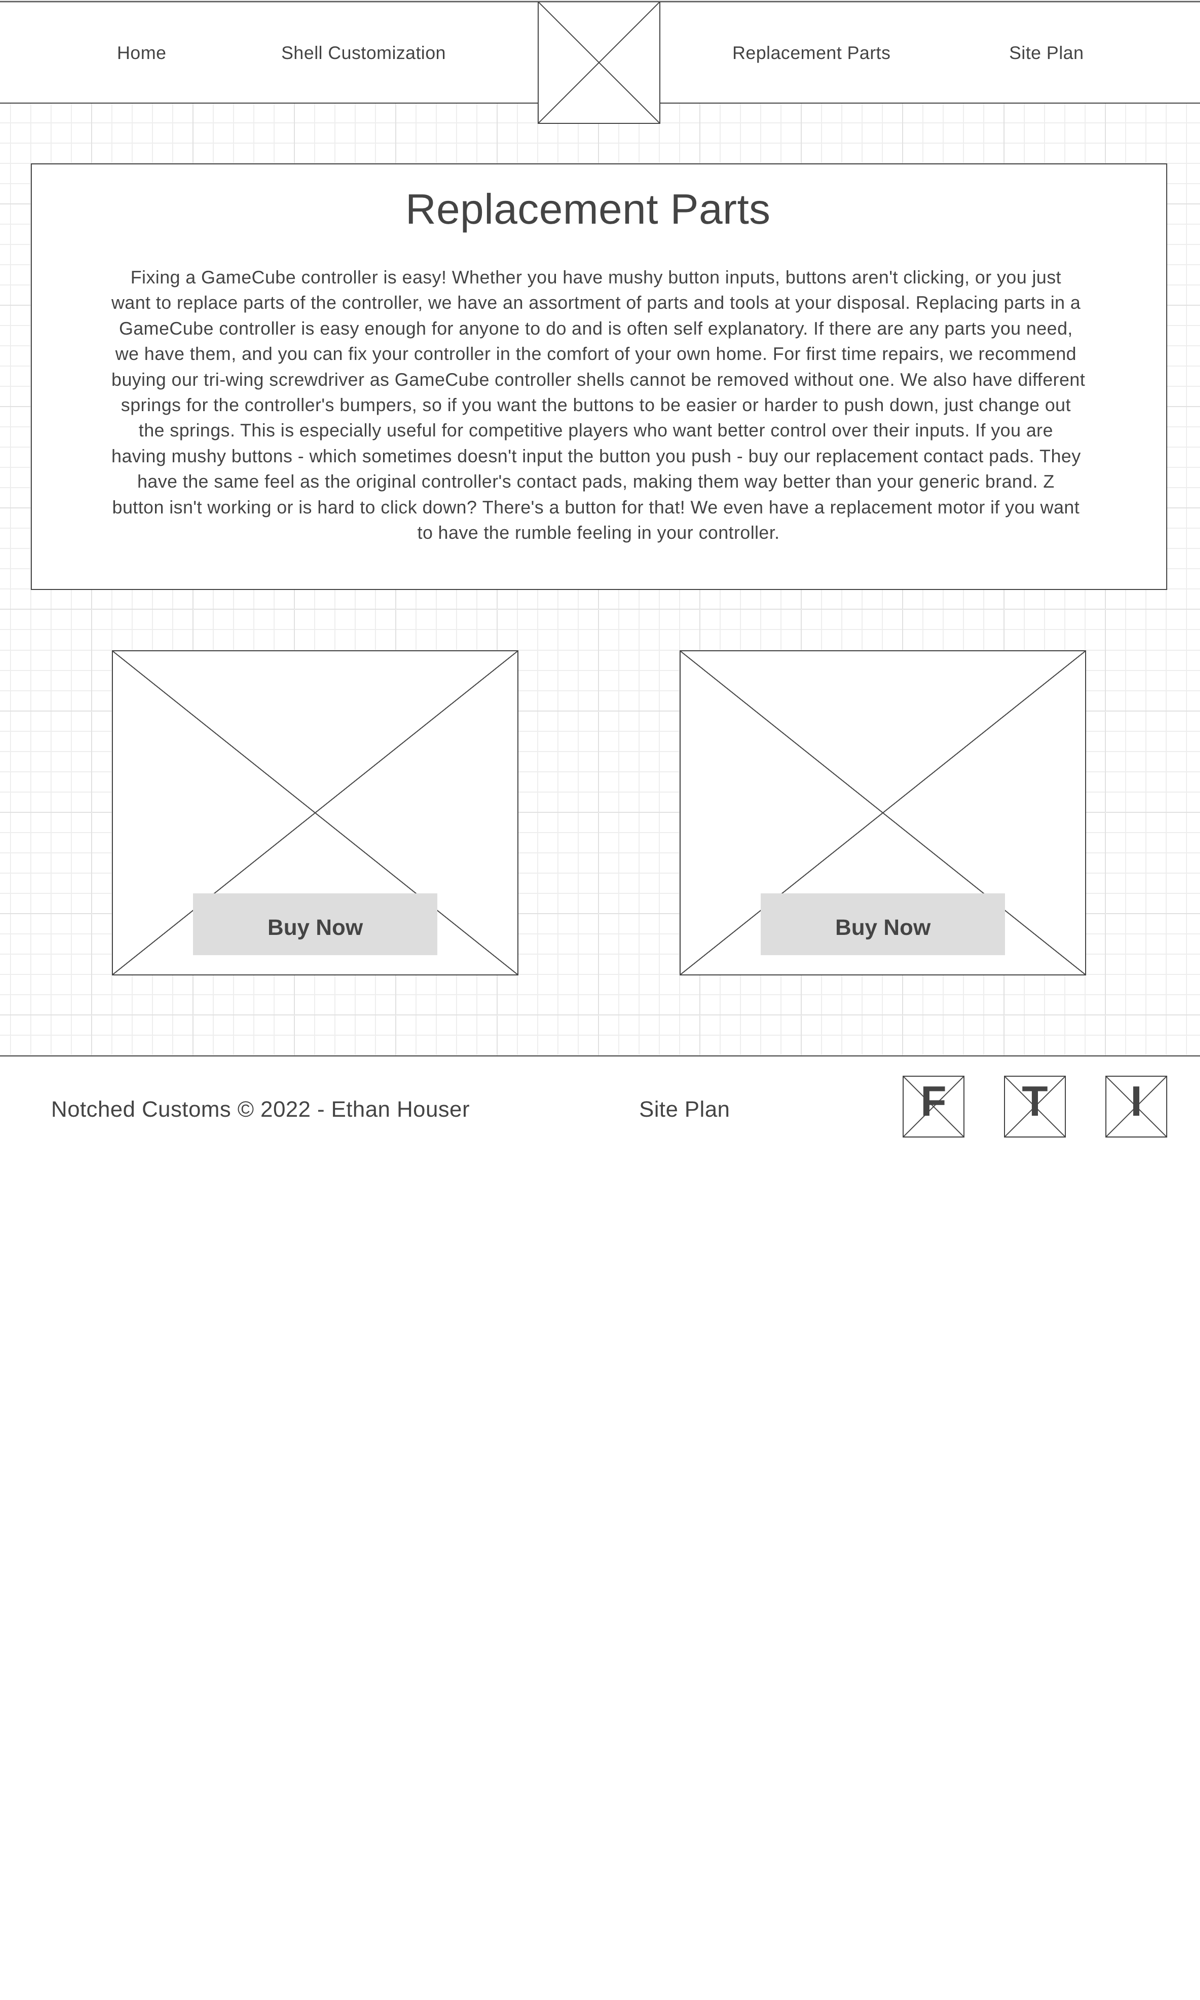 Home
Shell Customization
Replacement Parts
Site Plan
Replacement Parts
Fixing a GameCube controller is easy! Whether you have mushy button inputs, buttons aren't clicking, or you just
want to replace parts of the controller, we have an assortment of parts and tools at your disposal. Replacing parts in a
GameCube controller is easy enough for anyone to do and is often self explanatory. If there are any parts you need,
we have them, and you can fix your controller in the comfort of your own home. For first time repairs, we recommend
buying our tri-wing screwdriver as GameCube controller shells cannot be removed without one. We also have different
springs for the controller's bumpers, so if you want the buttons to be easier or harder to push down, just change out
the springs. This is especially useful for competitive players who want better control over their inputs. If you are
having mushy buttons - which sometimes doesn't input the button you push - buy our replacement contact pads. They
have the same feel as the original controller's contact pads, making them way better than your generic brand. Z
button isn't working or is hard to click down? There's a button for that! We even have a replacement motor if you want
to have the rumble feeling in your controller.
Buy Now
Buy Now
Notched Customs © 2022 - Ethan Houser
Site Plan
F
T
I